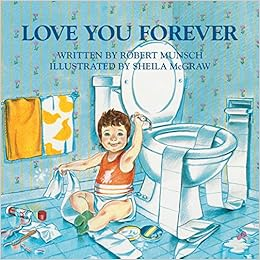 LOVE YOU FOREVER
WRITTEN BY ROBERT MUNSCH
ILLUSTRATED BY SHEILA McGRAW